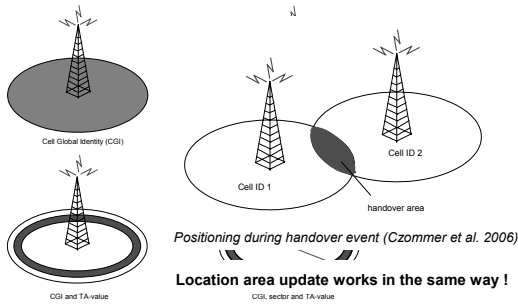 Cell Global Identity (CGI)
Cell ID 1
Cell ID 2
handover area
Positioning during handover event (Czommer et al. 2006)
Location area update works in the same way !
CGI and TA-value
CGI, sector and TA-value